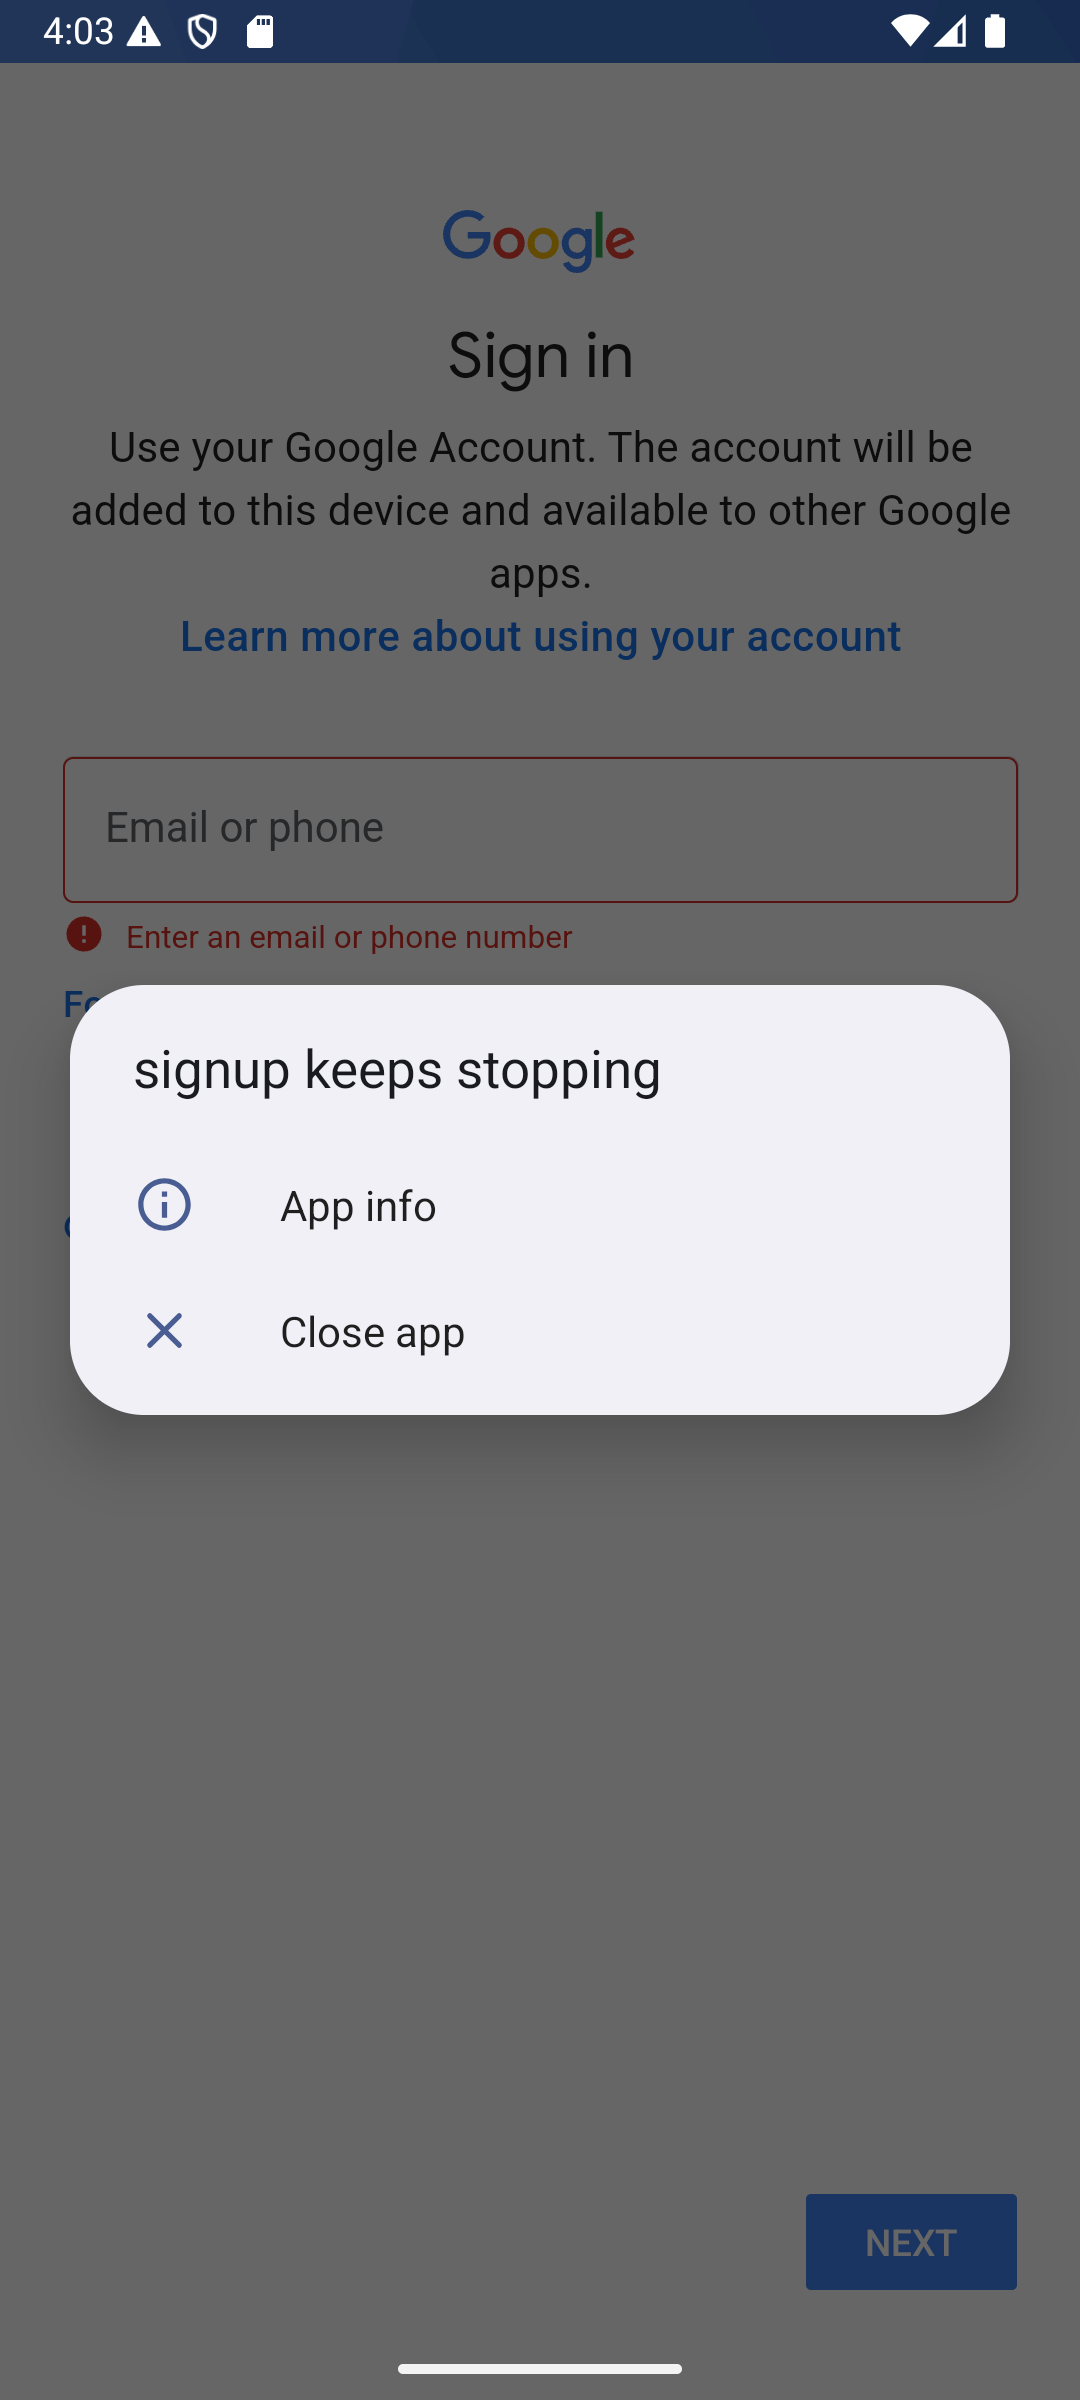 4:03
Google
Sign in
Use your Google Account. The account will be
added to this device and available to other Google
apps.
Learn more about using your account
Email or phone
Enter an email or phone number
signup keeps stopping
App info
Close app
NEXT